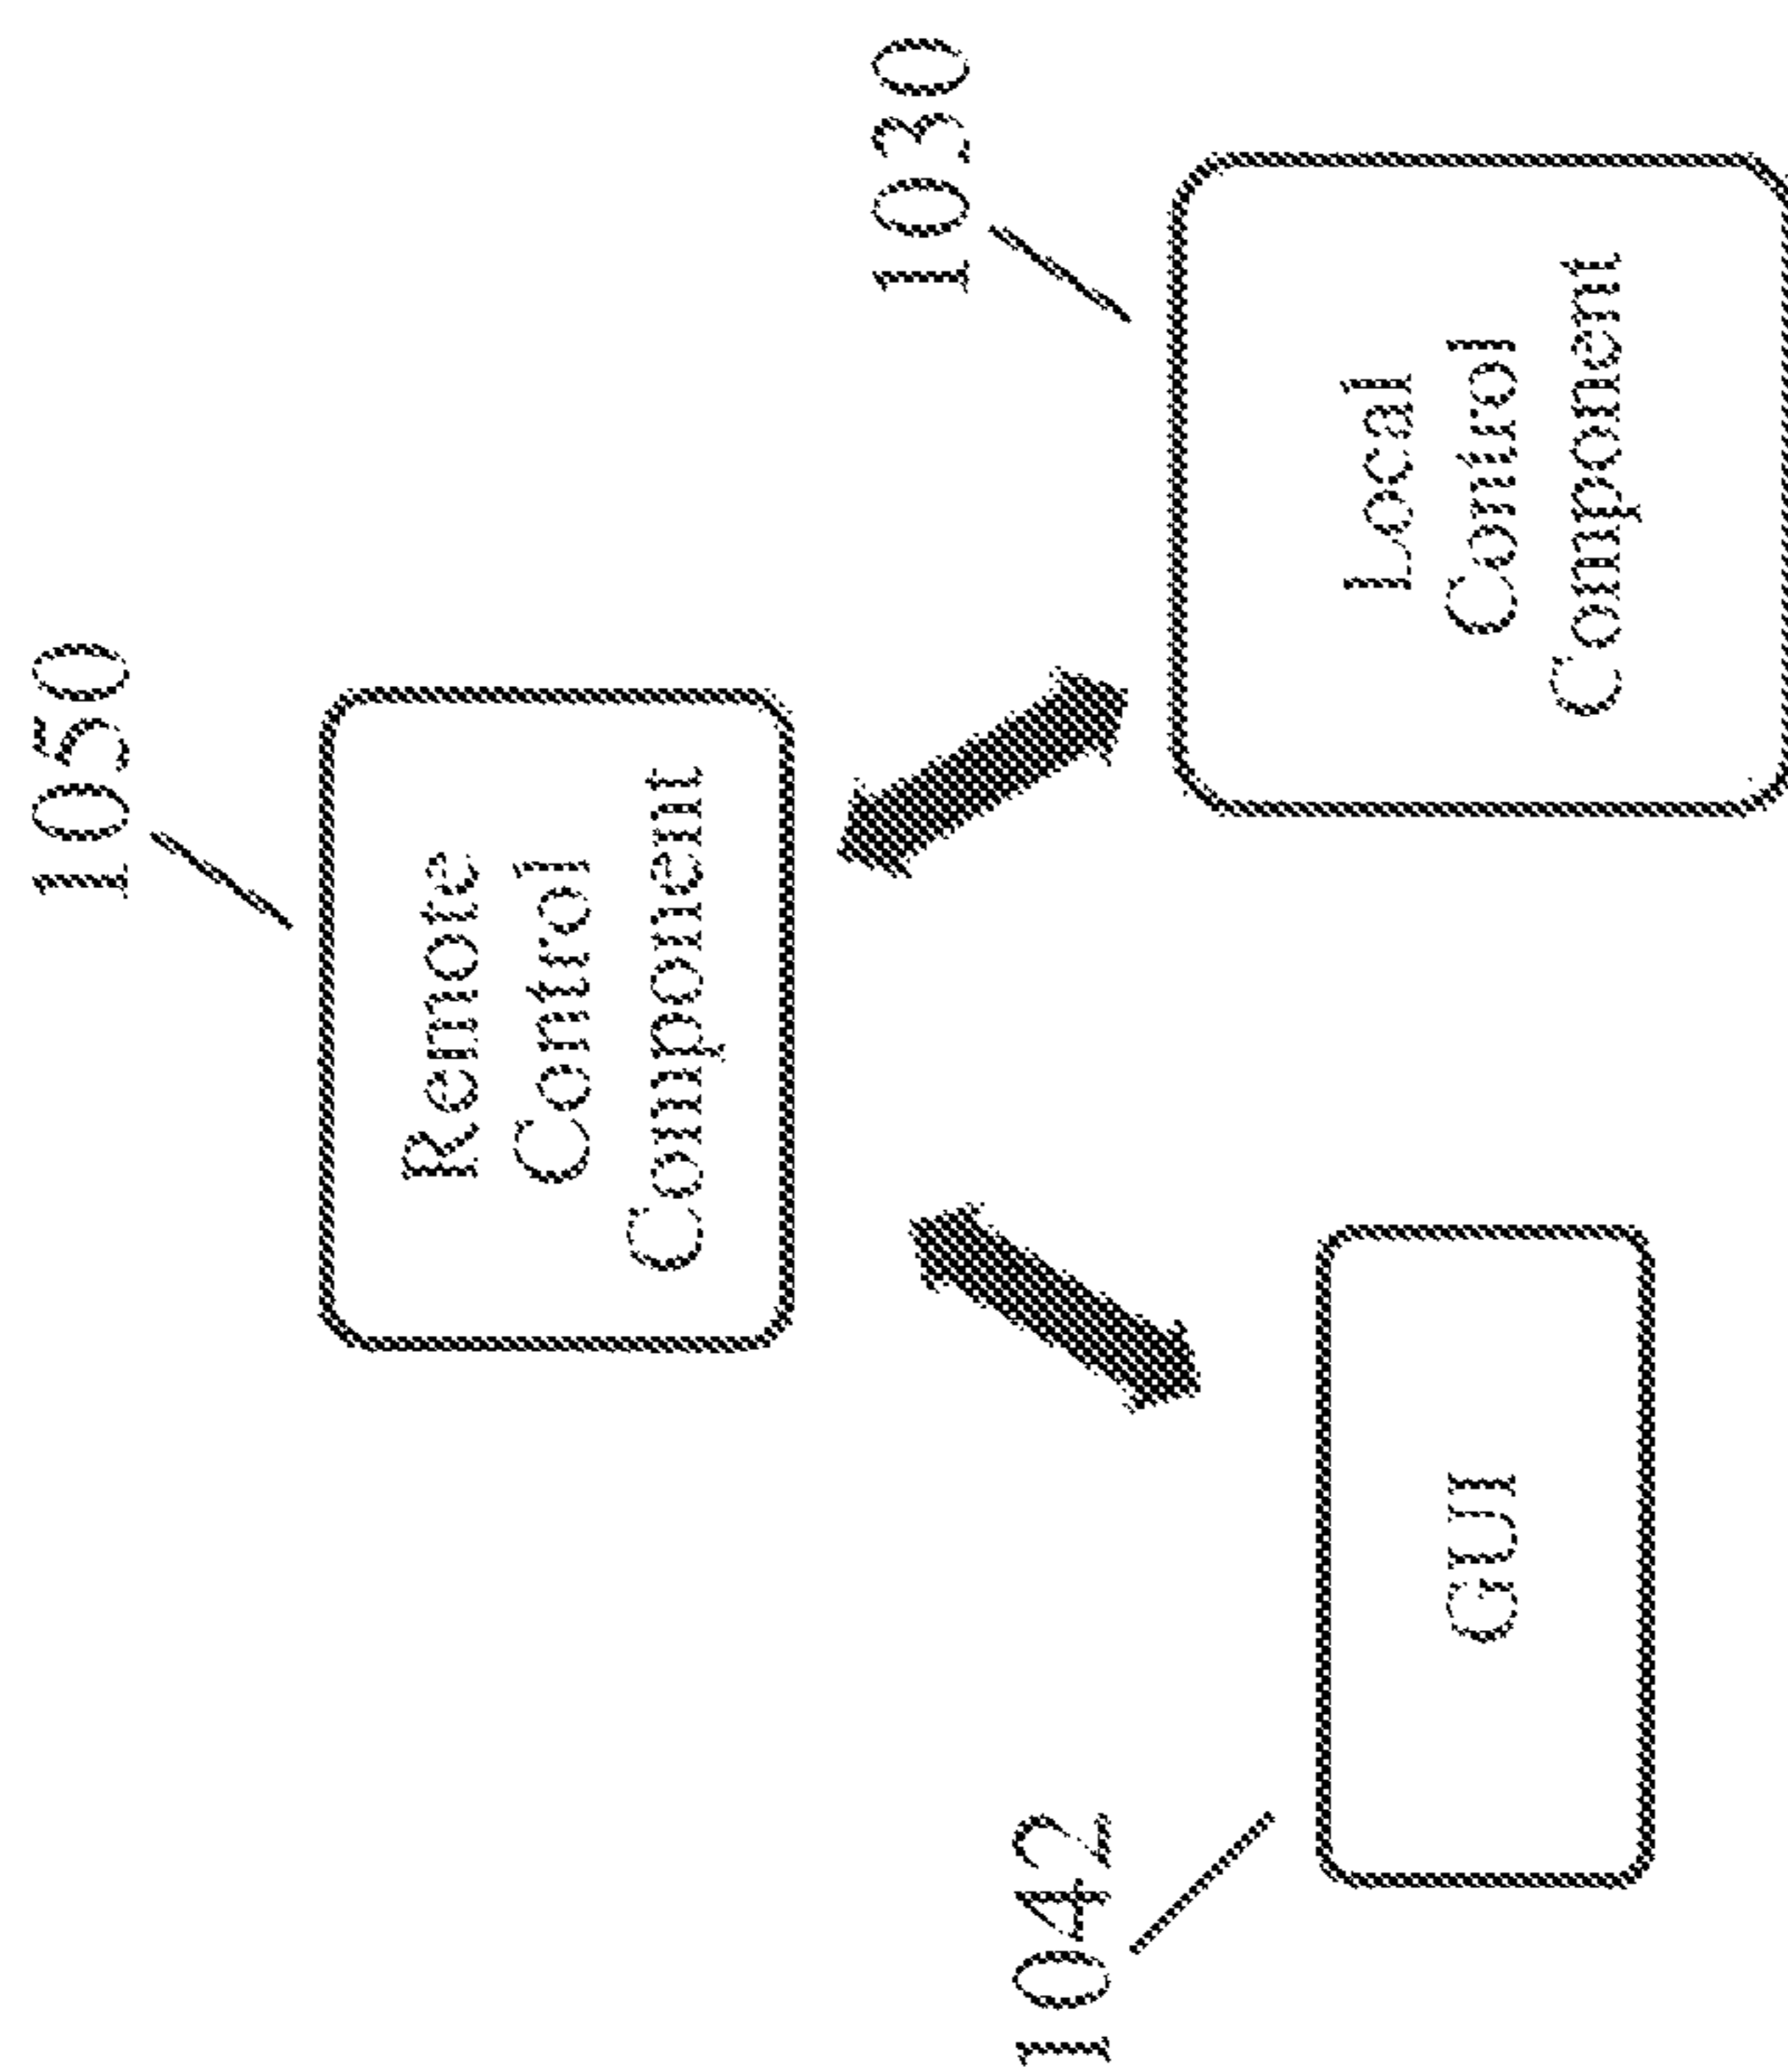 1050
Remote
Control
Component
1042
GUI
1030
Local
Control
Component